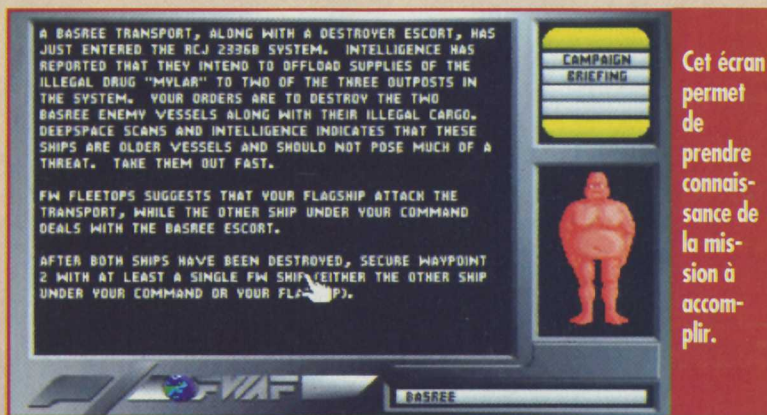 A BASREE TRANSPORT, ALONG WITH A DESTROYER ESCORT, HAS
JUST ENTERED THE RCJ 2336B SYSTEM. INTELLIGENCE HAS
REPORTED THAT THEY INTEND TO OFFLOAD SUPPLIES OF THE
ILLEGAL DRUG "MYLAR" TO TWO OF THE THREE OUTPOSTS IN
THE SYSTEM. YOUR ORDERS ARE TO DESTROY THE TWO
BASREE ENEMY VESSELS ALONG WITH THEIR ILLEGAL CARGO.
DEEPSPACE SCANS AND INTELLIGENCE INDICATES THAT THESE
SHIPS ARE OLDER VESSELS AND SHOULD NOT POSE MUCH OF A
THREAT. TAKE THEM OUT FAST.
FW FLEETOPS SUGGESTS THAT YOUR FLAGSHIP ATTACK THE
TRANSPORT, WHILE THE OTHER SHIP UNDER YOUR COMMAND
DEALS WITH THE BASREE ESCORT.
AFTER BOTH SHIPS HAVE BEEN DESTROYED, SECURE WAYPOINT
2 WITH AT LEAST A SINGLE FW SHIP (EITHER THE OTHER SHIP
UNDER YOUR COMMAND OR YOUR
CAMPAIGN
BRIEFING
BASREE
Cet écran
permet
de
prendre
connais-
sance de
la mis-
sion à
accom-
plir.